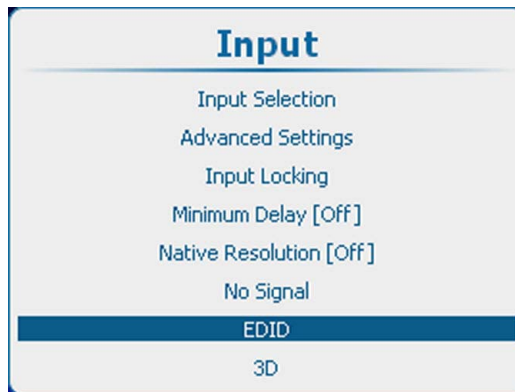 Input
Input Selection
Advanced Settings
Input Locking
Minimum Delay [Off]
Native Resolution [Off]
No Signal
EDID
3D